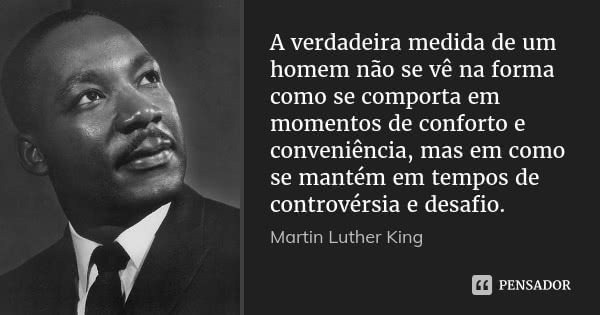 A verdadeira medida de um
homem não se vê na forma
como se comporta em
momentos de conforto e
conveniência, mas em como
se mantém em tempos de
controvérsia e desafio.
Martin Luther King
PENSADOR